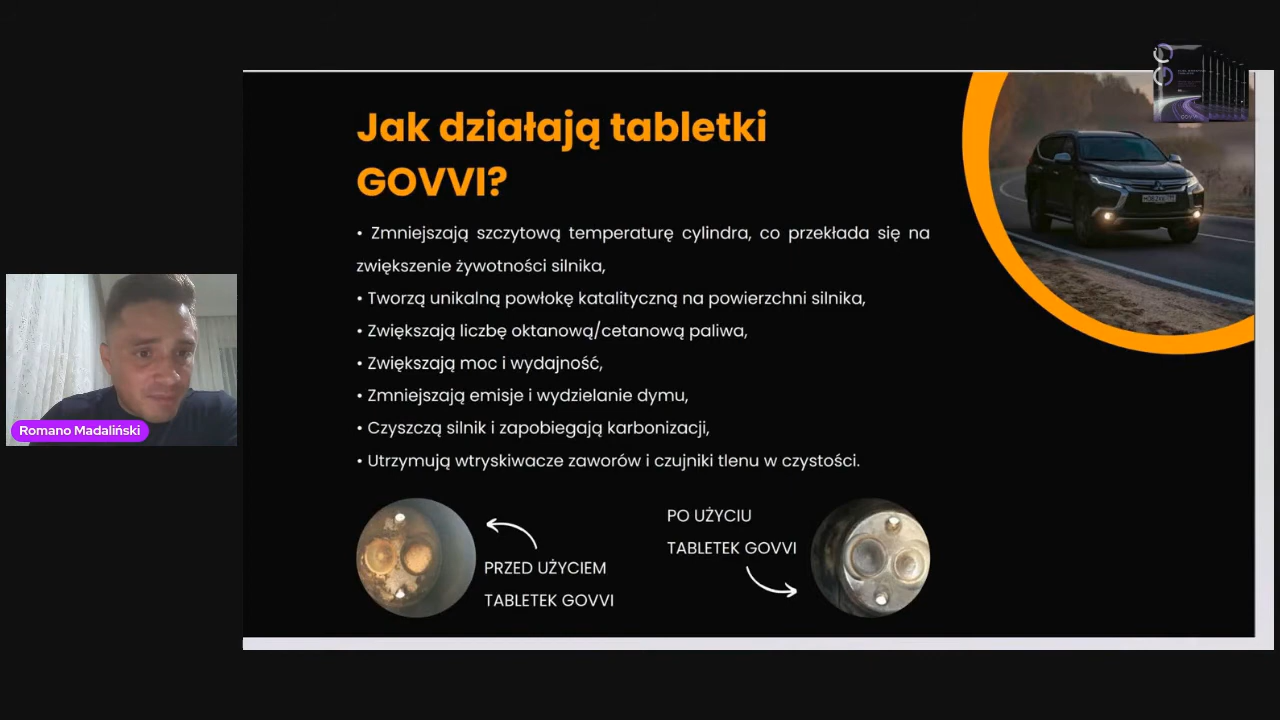 Jak działają tabletki
GOVVI?
• Zmniejszają szczytową temperaturę cylindra, co przekłada się na
zwiększenie żywotności silnika,
• Tworzą unikalną powłokę katalityczną na powierzchni silnika,
• Zwiększają liczbę oktanową/cetanową paliwa,
• Zwiększają moc i wydajność,
• Zmniejszają emisje i wydzielanie dymu,
• Czyszczą silnik i zapobiegają karbonizacji,
• Utrzymują wtryskiwacze zaworów i czujniki tlenu w czystości.
Romano Madaliński
PRZED UŻYCIEM
TABLETEK GOVVI
PO UŻYCIU
TABLETEK GOVVI